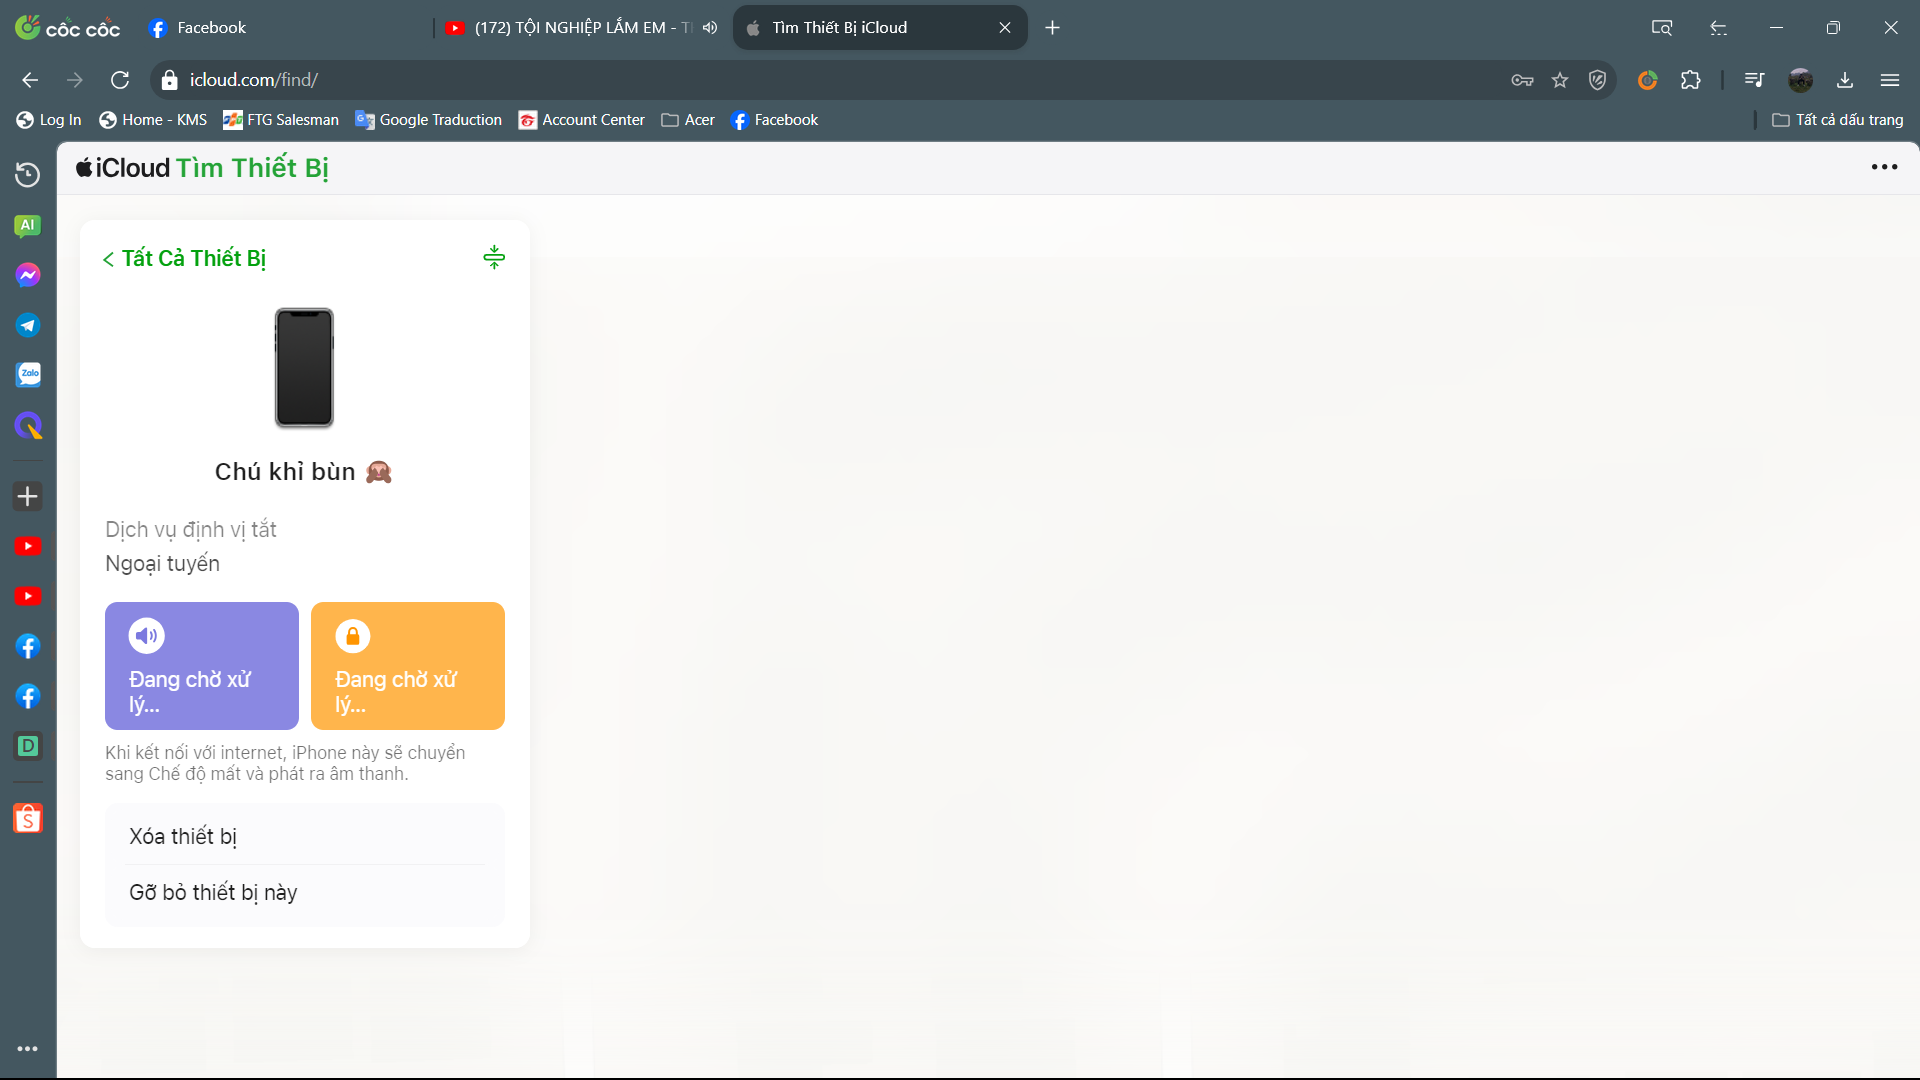 cốc cốc
Facebook
(172) TỘI NGHIỆP LẮM EM - T
Tìm Thiết Bị iCloud
icloud.com/find/
Log In
Home - KMS
FTG Salesman
Google Traduction
Account Center
Acer
Facebook
Tất cả dấu trang
iCloud Tìm Thiết Bị
AI
Tất Cả Thiết Bị
Zalo
Chú khỉ bùn 🙈
Dịch vụ định vị tắt
Ngoại tuyến
Đang chờ xử
lý...
Đang chờ xử
lý...
Khi kết nối với internet, iPhone này sẽ chuyển
sang Chế độ mất và phát ra âm thanh.
D
Xóa thiết bị
Gỡ bỏ thiết bị này